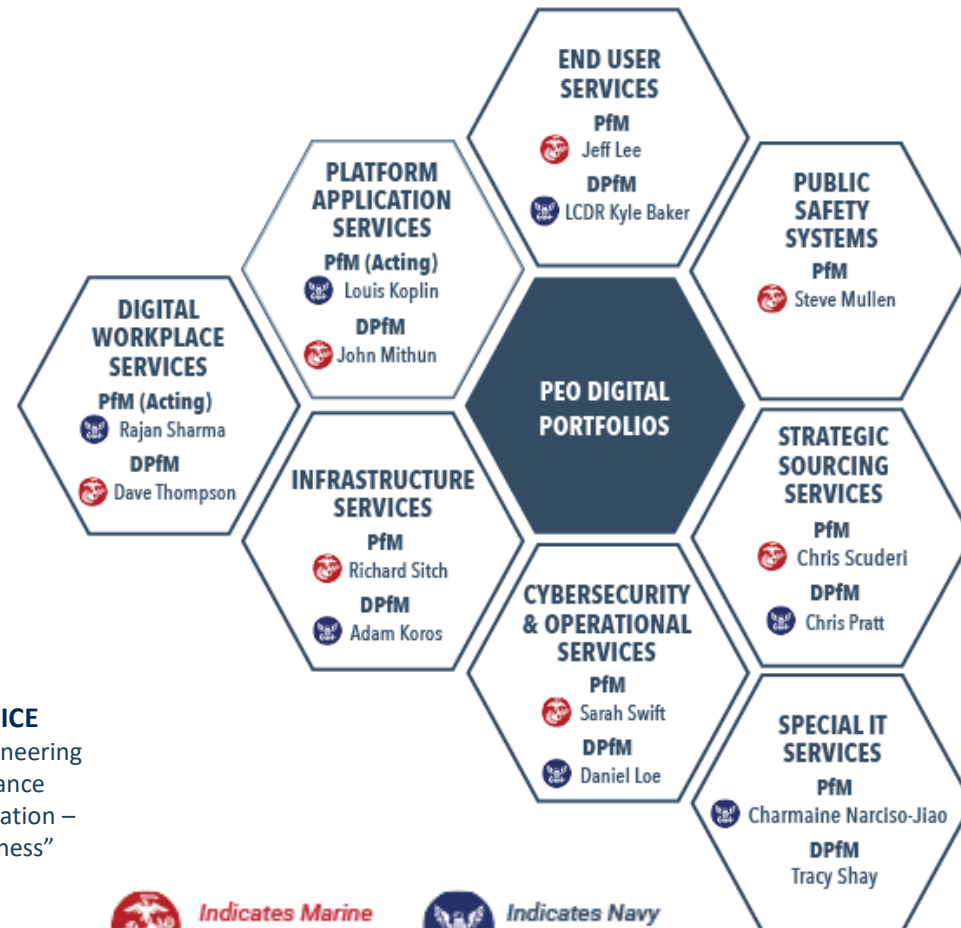 END USER
SERVICES
PfM
Jeff Lee
DPfM
LCDR Kyle Baker
PLATFORM
APPLICATION
SERVICES
PfM (Acting)
Louis Koplin
DPfM
John Mithun
PUBLIC
SAFETY
SYSTEMS
PfM
Steve Mullen
DIGITAL
WORKPLACE
SERVICES
PfM (Acting)
Rajan Sharma
DPfM
Dave Thompson
PEO DIGITAL
PORTFOLIOS
INFRASTRUCTURE
SERVICES
PfM
Richard Sitch
DPfM
Adam Koros
STRATEGIC
SOURCING
SERVICES
PfM
Chris Scuderi
DPfM
Chris Pratt
CYBERSECURITY
& OPERATIONAL
SERVICES
PfM
Sarah Swift
DPfM
Daniel Loe
SPECIAL IT
SERVICES
PfM
Charmaine Narciso-Jiao
DPfM
Tracy Shay
ICE
neering
ance
ation –
ness”
Indicates Marine
Indicates Navy